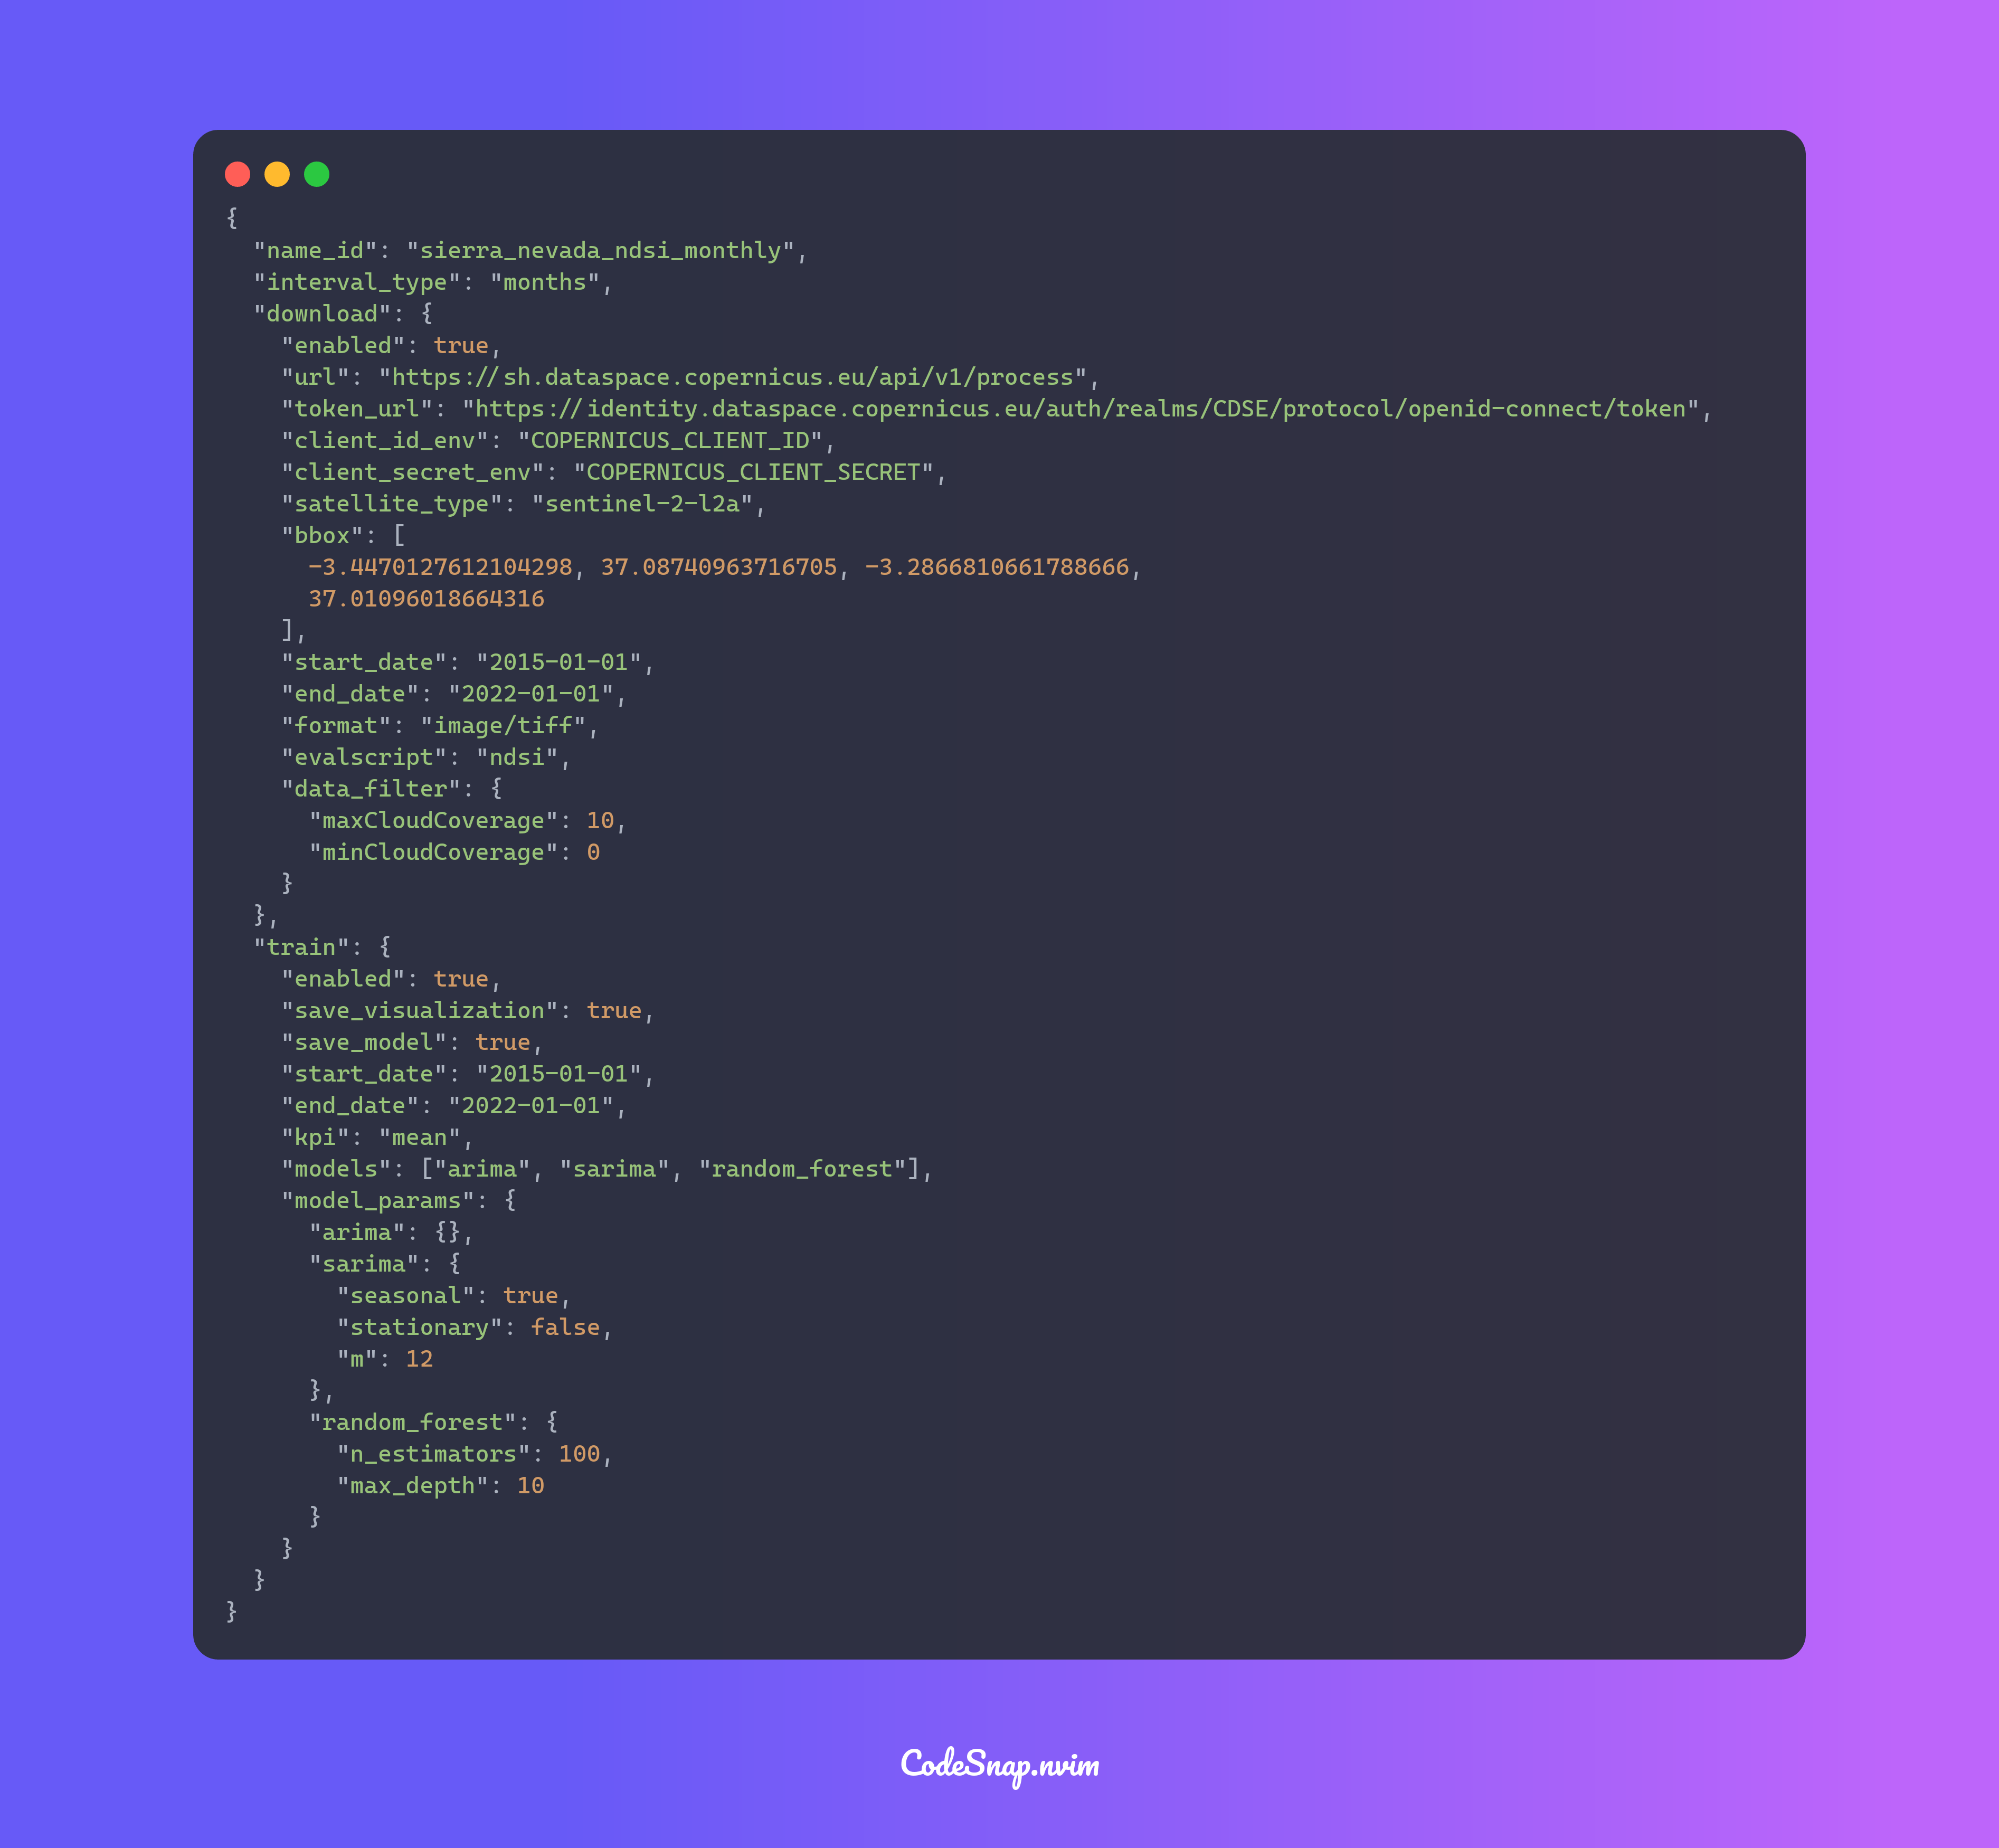 {
  "name_id": "sierra_nevada_ndsi_monthly",
  "interval_type": "months",
  "download": {
    "enabled": true,
    "url": "https://sh.dataspace.copernicus.eu/api/v1/process",
    "token_url": "https://identity.dataspace.copernicus.eu/auth/realms/CDSE/protocol/openid-connect/token",
    "client_id_env": "COPERNICUS_CLIENT_ID",
    "client_secret_env": "COPERNICUS_CLIENT_SECRET",
    "satellite_type": "sentinel-2-l2a",
    "bbox": [
      -3.4470127612104298, 37.08740963716705, -3.2866810661788666,
      37.01096018664316
    ],
    "start_date": "2015-01-01",
    "end_date": "2022-01-01",
    "format": "image/tiff",
    "evalscript": "ndsi",
    "data_filter": {
      "maxCloudCoverage": 10,
      "minCloudCoverage": 0
    }
  },
  "train": {
    "enabled": true,
    "save_visualization": true,
    "save_model": true,
    "start_date": "2015-01-01",
    "end_date": "2022-01-01",
    "kpi": "mean",
    "models": ["arima", "sarima", "random_forest"],
    "model_params": {
      "arima": {},
      "sarima": {
        "seasonal": true,
        "stationary": false,
        "m": 12
      },
      "random_forest": {
        "n_estimators": 100,
        "max_depth": 10
      }
    }
  }
}
CodeSnap.nvim